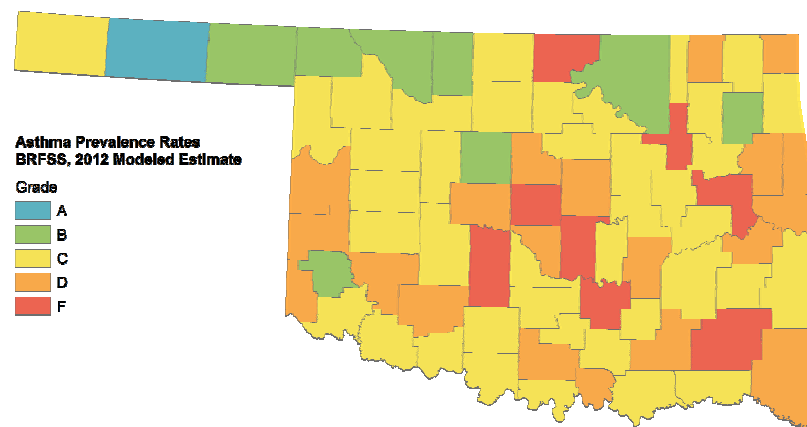 Asthma Prevalence Rates
BRFSS, 2012 Modeled Estimate
Grade
A
B
C
D
F